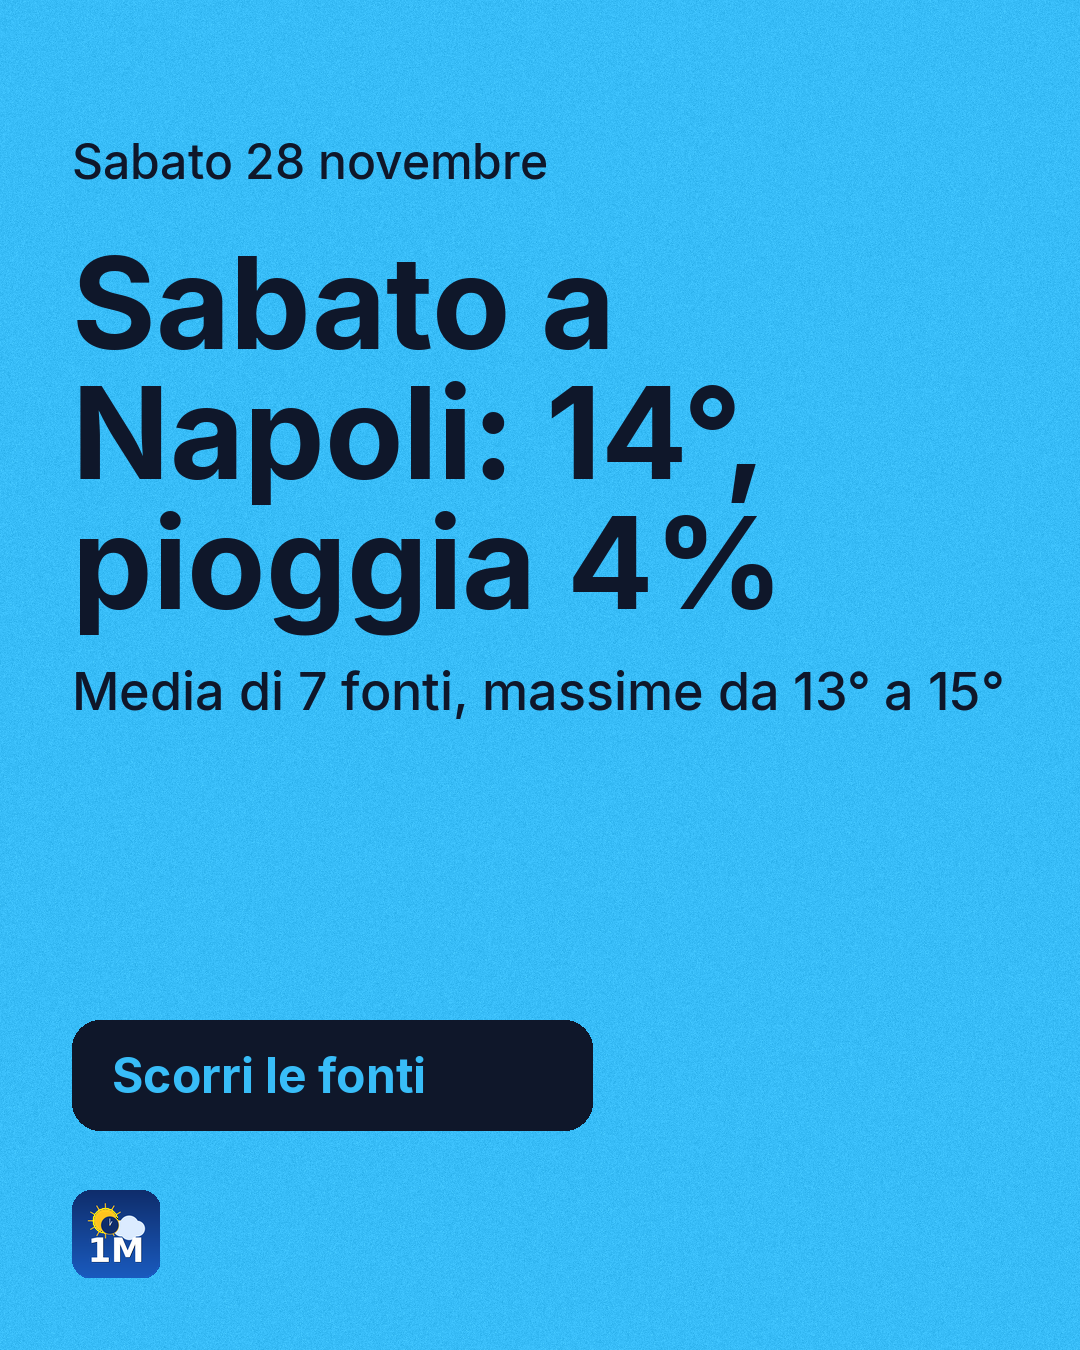 Sabato 28 novembre
Sabato a
Napoli: 14°,
pioggia 4%
Media di 7 fonti, massime da 13° a 15°
Scorri le fonti
1M